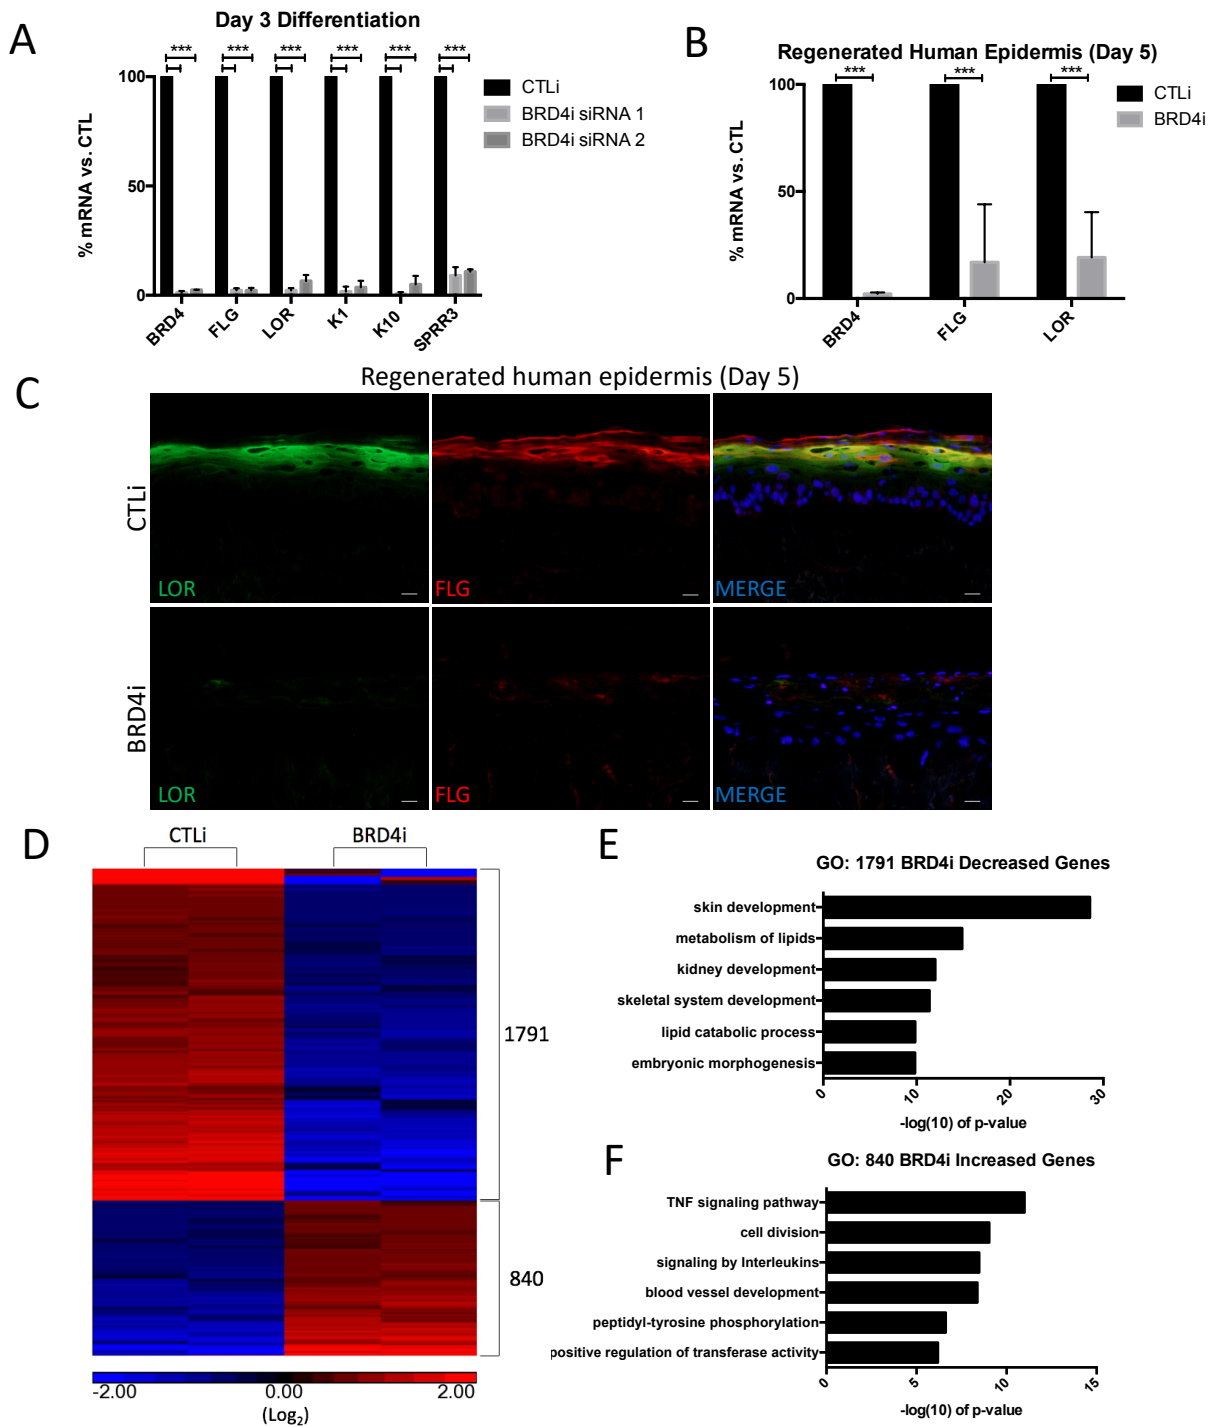 A
Day 3 Differentiation
*** *** *** *** *** ***
% mRNA vs. CTL
100
50
0
BRD4 FLG LOR K1 K10 SPRR3
CTLi
BRD4i siRNA 1
BRD4i siRNA 2
B
Regenerated Human Epidermis (Day 5)
*** *** ***
% mRNA vs. CTL
100
50
0
BRD4 FLG LOR
CTLi
BRD4i
C
Regenerated human epidermis (Day 5)
CTLi
LOR FLG MERGE
BRD4i
LOR FLG MERGE
D
CTLi BRD4i
1791
840
-2.00 0.00 2.00
(Log2)
E
GO: 1791 BRD4i Decreased Genes
skin development
metabolism of lipids
kidney development
skeletal system development
lipid catabolic process
embryonic morphogenesis
0 10 20 30
-log(10) of p-value
F
GO: 840 BRD4i Increased Genes
TNF signaling pathway
cell division
signaling by Interleukins
blood vessel development
peptidyl-tyrosine phosphorylation
positive regulation of transferase activity
0 5 10 15
-log(10) of p-value